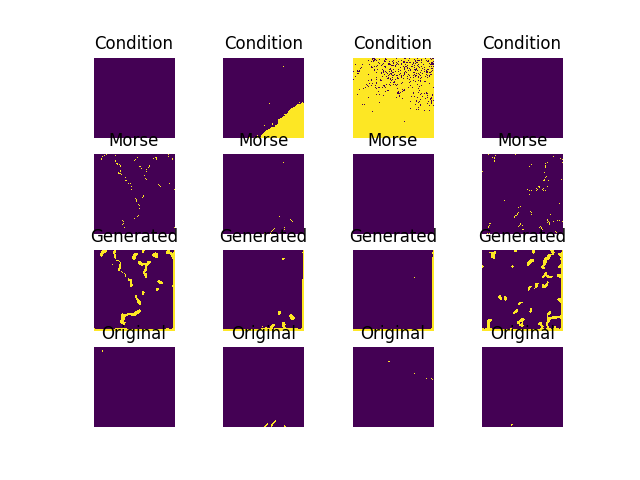 Condition Condition Condition Condition
Morse Morse Morse Morse
Generated Generated Generated Generated
Original Original Original Original